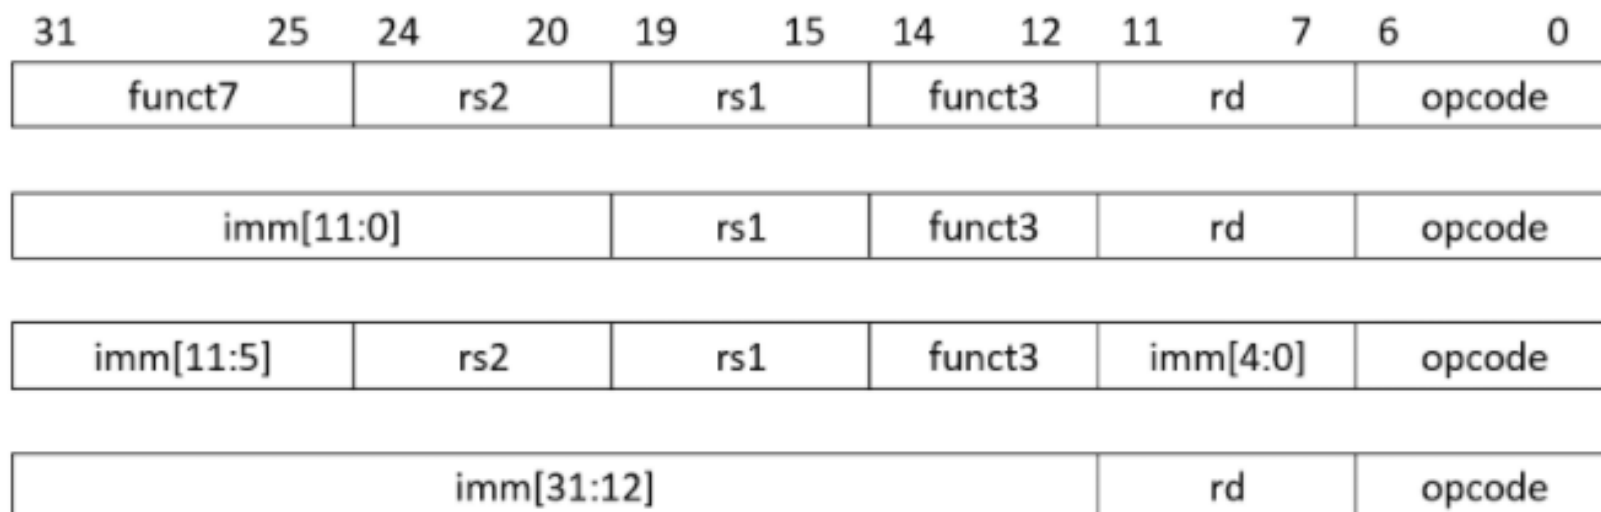 31 25 24 20 19 15 14 12 11 7 6 0
funct7 rs2 rs1 funct3 rd opcode
imm[11:0] rs1 funct3 rd opcode
imm[11:5] rs2 rs1 funct3 imm[4:0] opcode
imm[31:12] rd opcode